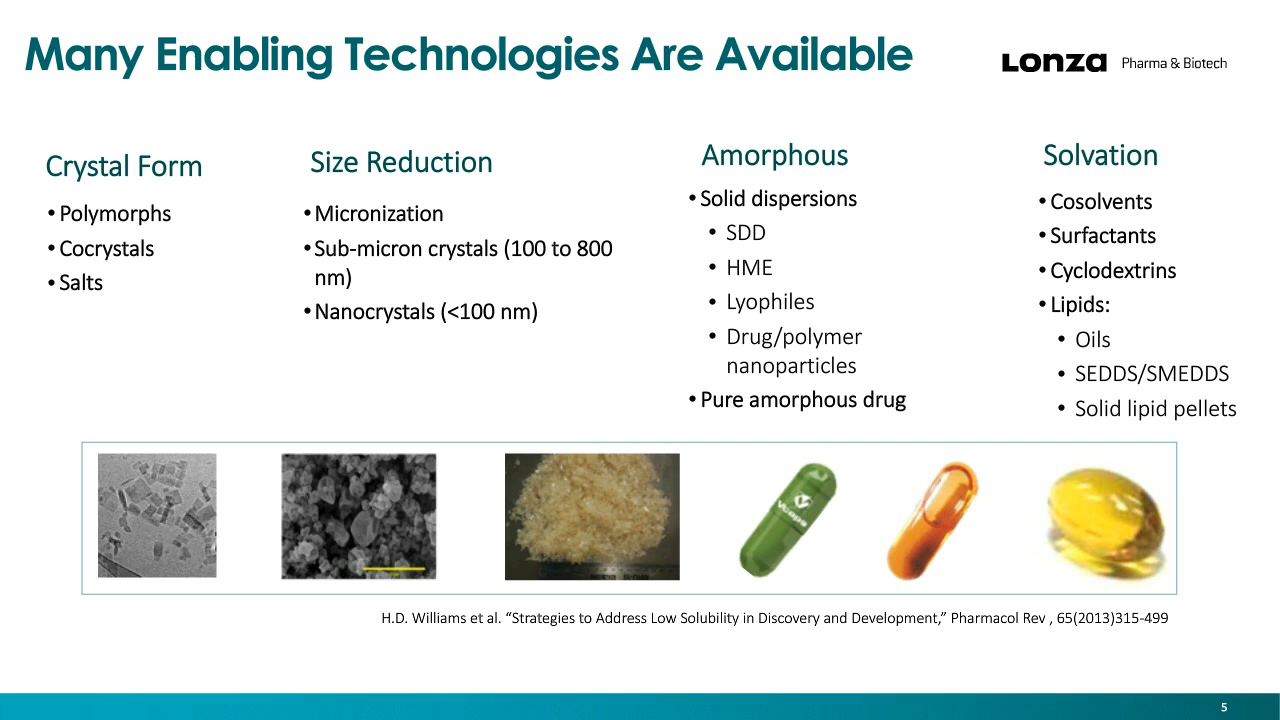 Many Enabling Technologies Are Available
Lonza Pharma & Biotech
Crystal Form
• Polymorphs
• Cocrystals
• Salts
Size Reduction
• Micronization
• Sub-micron crystals (100 to 800
nm)
• Nanocrystals (<100 nm)
Amorphous
• Solid dispersions
• SDD
• HME
• Lyophiles
• Drug/polymer
nanoparticles
• Pure amorphous drug
Solvation
• Cosolvents
• Surfactants
• Cyclodextrins
• Lipids:
• Oils
• SEDDS/SMEDDS
• Solid lipid pellets
Vcaps
H.D. Williams et al. “Strategies to Address Low Solubility in Discovery and Development,” Pharmacol Rev , 65(2013)315-499
5